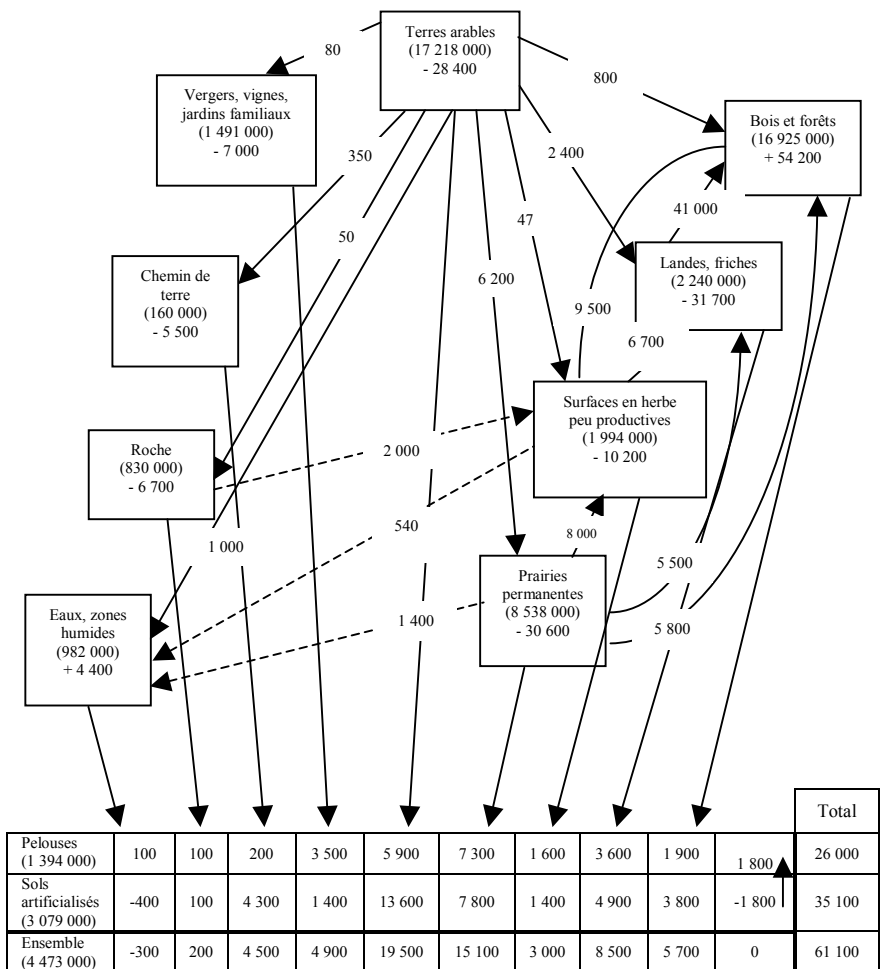 Terres arables
(17 218 000)
- 28 400
80
800
Vergers, vignes,
jardins familiaux
(1 491 000)
- 7 000
Bois et forêts
(16 925 000)
+ 54 200
350
2 400
41 000
50
47
Chemin de
terre
(160 000)
- 5 500
6 200
Landes, friches
(2 240 000)
- 31 700
9 500
6 700
Surfaces en herbe
peu productives
(1 994 000)
- 10 200
Roche
(830 000)
- 6 700
2 000
540
8 000
1 000
5 500
Prairies
permanentes
(8 538 000)
- 30 600
Eaux, zones
humides
(982 000)
+ 4 400
1 400
5 800
Total
Pelouses
(1 394 000)
100 100 200 3 500 5 900 7 300 1 600 3 600 1 900 1 800 26 000
Sols
artificialisés
(3 079 000)
-400 100 4 300 1 400 13 600 7 800 1 400 4 900 3 800 -1 800 35 100
Ensemble
(4 473 000)
-300 200 4 500 4 900 19 500 15 100 3 000 8 500 5 700 0 61 100